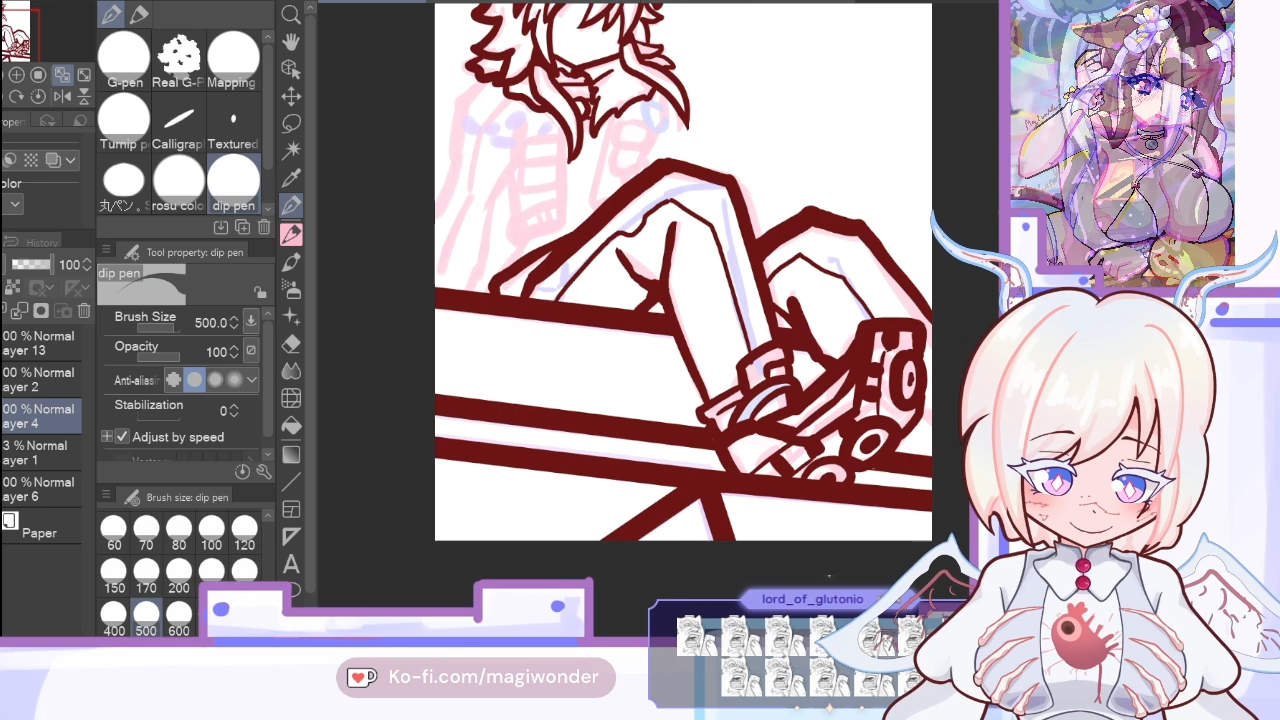 G-pen
Real G-P
Mapping
Turnip p
Calligrap
Textured
丸ペン。S
rosu colo
dip pen
roper
olor
History
100
00 %Normal
ayer 13
00 %Normal
ayer 2
00 %Normal
ayer 4
3 %Normal
ayer 1
00 %Normal
ayer 6
Paper
Tool property: dip pen
dip pen
Brush Size
500.0
Opacity
100
Anti-aliasin
Stabilization
0
Adjust by speed
Brush size: dip pen
60
70
80
100
120
150
170
200
400
500
600
A
lord_of_glutonio
Ko-fi.com/magiwonder